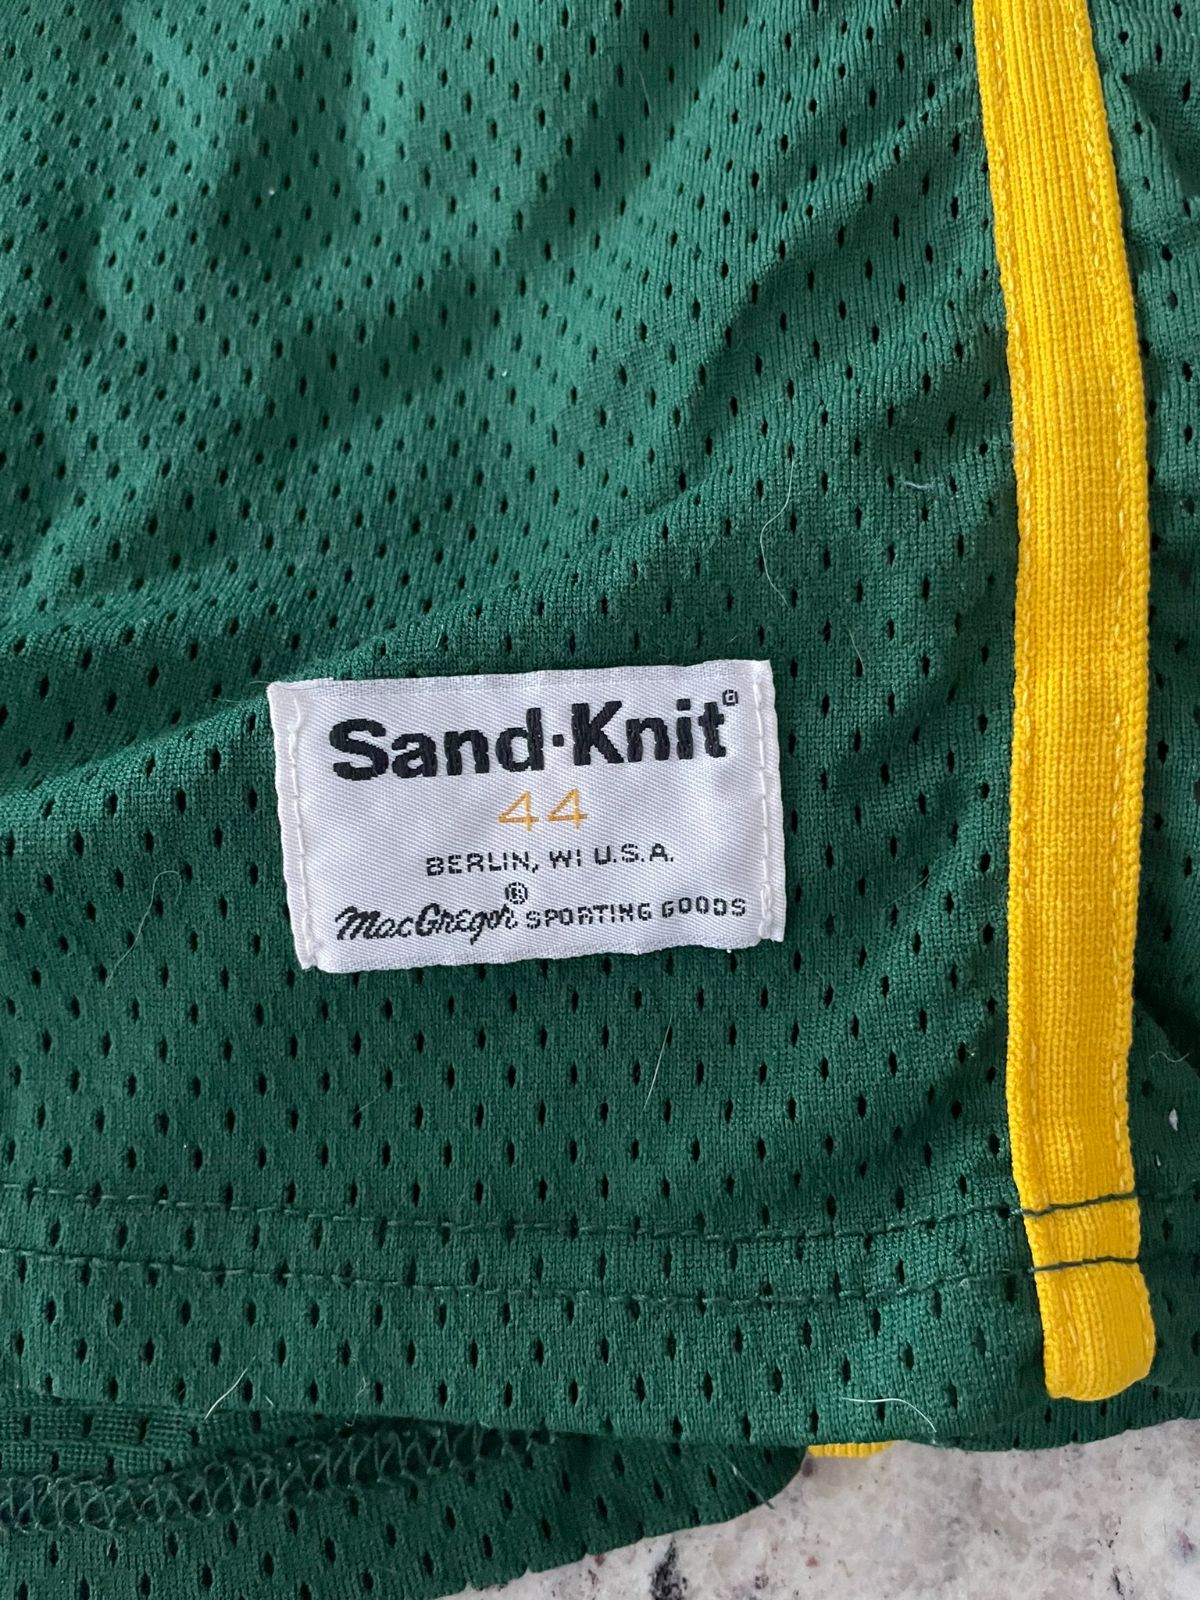 Sand·Knit®
44
BERLIN, WI U.S.A.
MacGregor® SPORTING GOODS